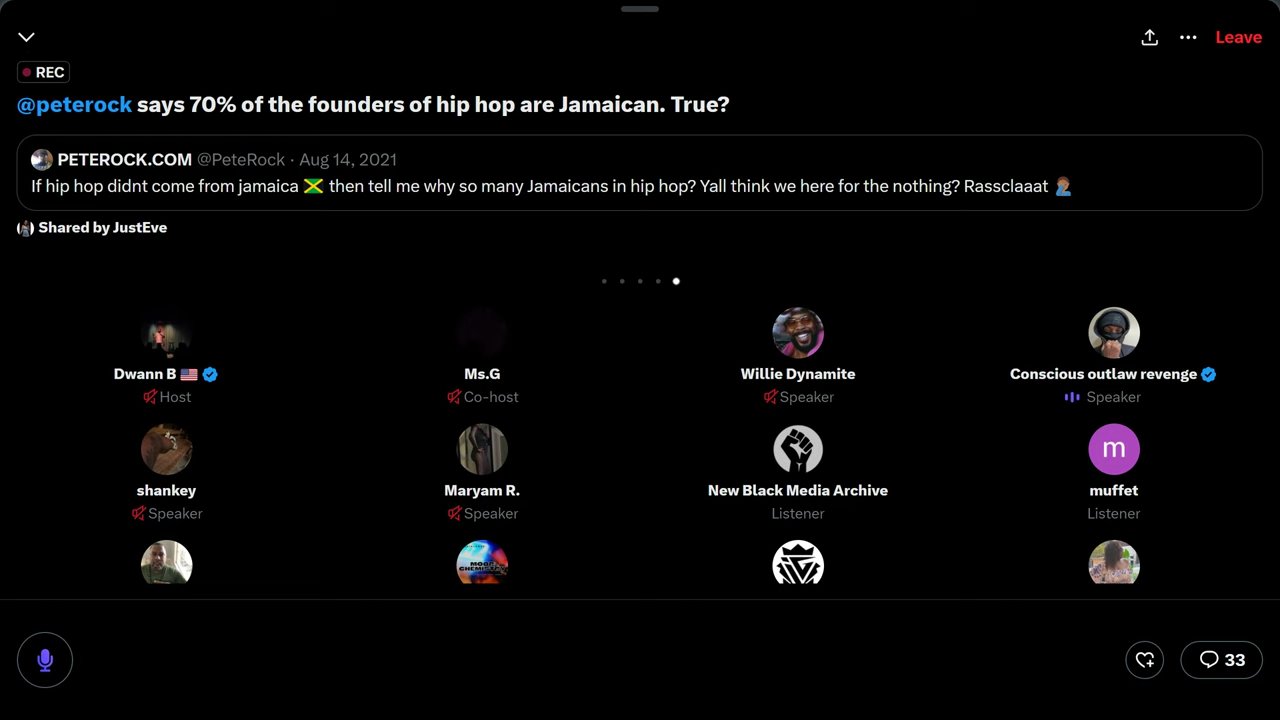 Leave
REC
@peterock says 70% of the founders of hip hop are Jamaican. True?
PETEROCK.COM @PeteRock · Aug 14, 2021
If hip hop didnt come from jamaica 🇯🇲 then tell me why so many Jamaicans in hip hop? Yall think we here for the nothing? Rassclaaat 🤦🏾‍♂️
Shared by JustEve
Dwann B 🇺🇸 Ms.G Willie Dynamite Conscious outlaw revenge
Host Co-host Speaker Speaker
m
shankey Maryam R. New Black Media Archive muffet
Speaker Speaker Listener Listener
33